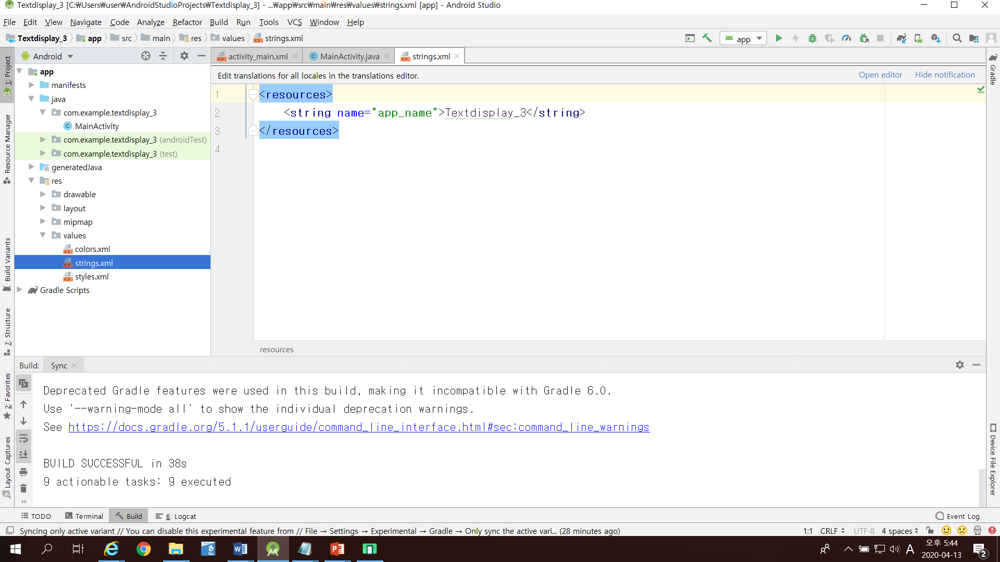 Textdisplay_3 [C:₩Users₩user₩AndroidStudioProjects₩Textdisplay_3] - ...₩app₩src₩main₩res₩values₩strings.xml [app] - Android Studio
File Edit View Navigate Code Analyze Refactor Build Run Tools VCS Window Help
Textdisplay_3 app src main res values strings.xml app
Android activity_main.xml MainActivity.java strings.xml
Edit translations for all locales in the translations editor. Open editor Hide notification
app
manifests
java
com.example.textdisplay_3
MainActivity
com.example.textdisplay_3 (androidTest)
com.example.textdisplay_3 (test)
generatedJava
res
drawable
layout
mipmap
values
colors.xml
strings.xml
styles.xml
Gradle Scripts
1 <resources>
2 <string name="app_name">Textdisplay_3</string>
3 </resources>
4
resources
1: Project
Resource Manager
Build Variants
7: Structure
2: Favorites
Layout Captures
Gradle
Device File Explorer
Build: Sync
Deprecated Gradle features were used in this build, making it incompatible with Gradle 6.0.
Use '--warning-mode all' to show the individual deprecation warnings.
See https://docs.gradle.org/5.1.1/userguide/command_line_interface.html#sec:command_line_warnings
BUILD SUCCESSFUL in 38s
9 actionable tasks: 9 executed
TODO Terminal Build 6: Logcat Event Log
Syncing only active variant // You can disable this experimental feature from // File → Settings → Experimental → Gradle → Only sync the active vari... (28 minutes ago) 1:1 CRLF UTF-8 4 spaces
A 오후 5:44
2020-04-13 2